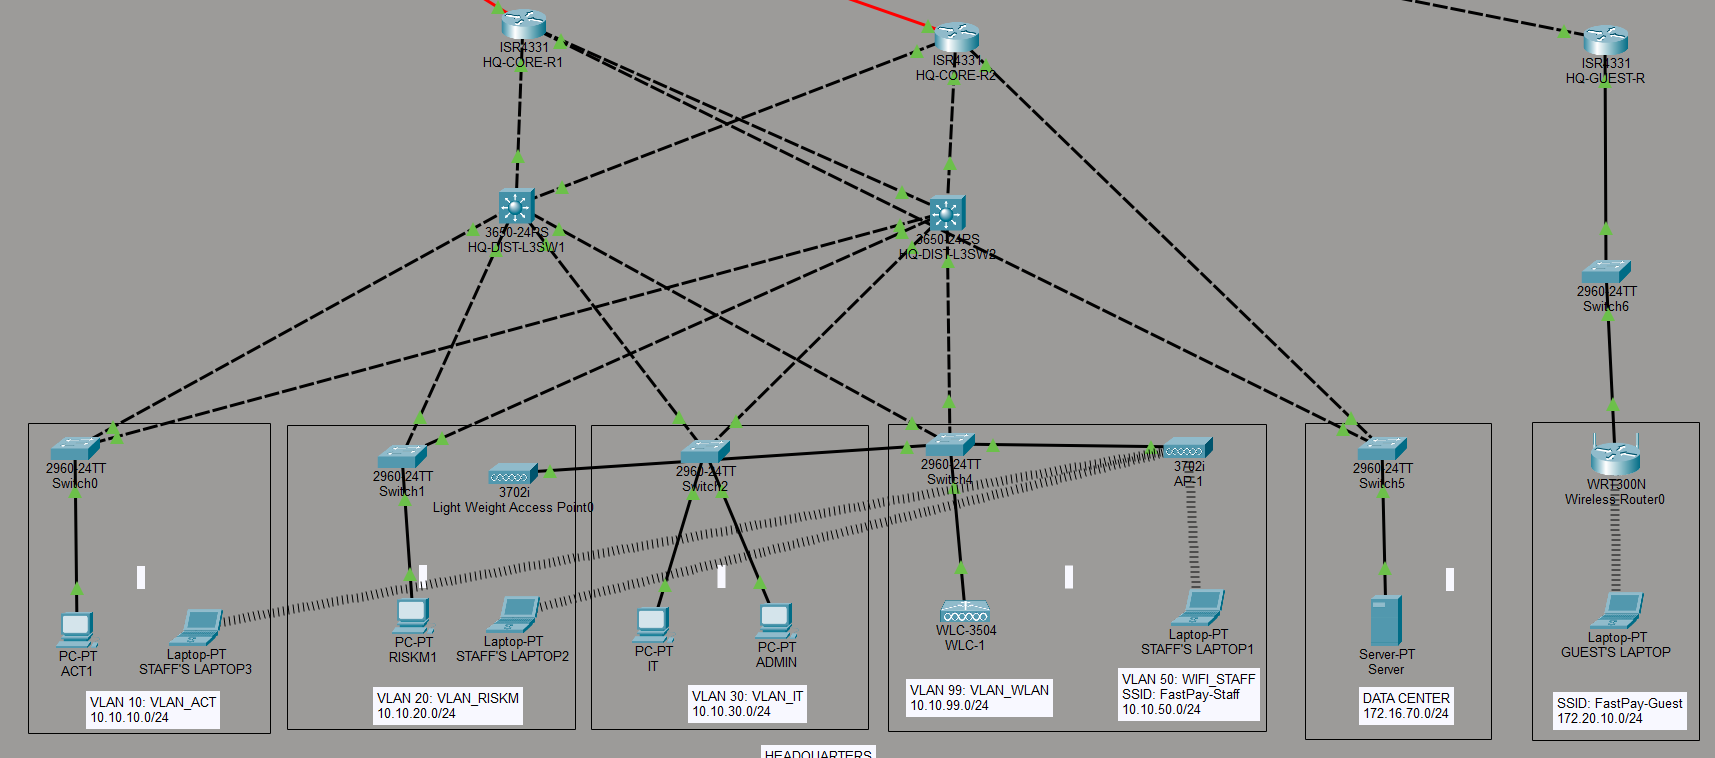 ISR4331
HQ-CORE-R1
ISR4331
HQ-CORE-R2
ISR4331
HQ-GUEST-R
3650-24PS
HQ-DIST-L3SW1
3650-24PS
HQ-DIST-L3SW2
2960-24TT
Switch6
2960-24TT
Switch0
2960-24TT
Switch1
3702i
Light Weight Access Point0
2960-24TT
Switch2
2960-24TT
Switch4
3702i
AP-1
2960-24TT
Switch5
WRT300N
Wireless Router0
PC-PT
ACT1
Laptop-PT
STAFF'S LAPTOP3
PC-PT
RISKM1
Laptop-PT
STAFF'S LAPTOP2
PC-PT
IT
PC-PT
ADMIN
WLC-3504
WLC-1
Laptop-PT
STAFF'S LAPTOP1
Server-PT
Server
Laptop-PT
GUEST'S LAPTOP
VLAN 10: VLAN_ACT
10.10.10.0/24
VLAN 20: VLAN_RISKM
10.10.20.0/24
VLAN 30: VLAN_IT
10.10.30.0/24
VLAN 99: VLAN_WLAN
10.10.99.0/24
VLAN 50: WIFI_STAFF
SSID: FastPay-Staff
10.10.50.0/24
DATA CENTER
172.16.70.0/24
SSID: FastPay-Guest
172.20.10.0/24
HEADQUARTERS